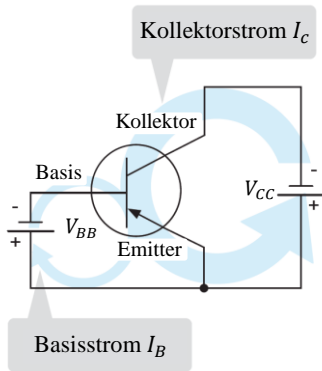 Kollektorstrom I_c
Kollektor
Basis
-
-
V_BB
V_CC
+
+
Emitter
Basisstrom I_B